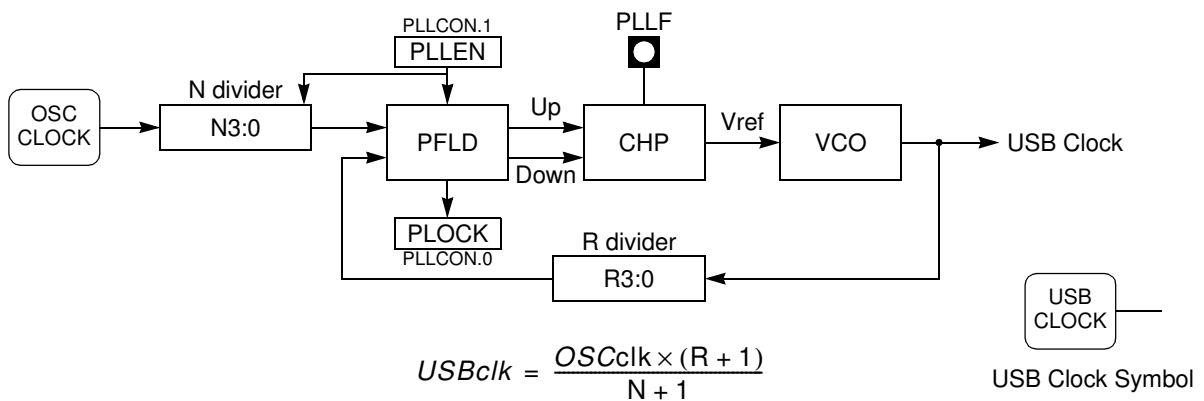 PLLCON.1
PLLEN
PLLF
N divider
OSC
CLOCK
N3:0
PFLD
Up
Down
CHP
Vref
VCO
USB Clock
PLOCK
PLLCON.0
R divider
R3:0
USB
CLOCK
USB Clock Symbol
USBclk = OSCclk × (R + 1)
N + 1